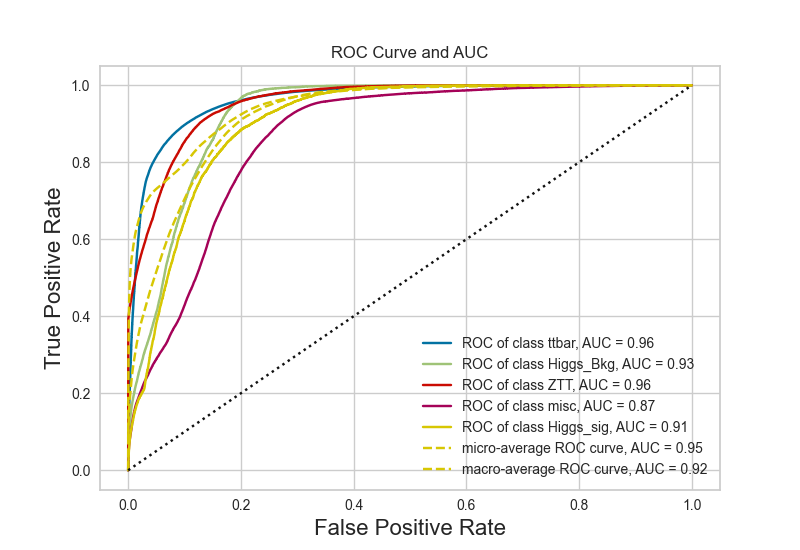 ROC Curve and AUC
True Positive Rate
1.0
0.8
0.6
0.4
0.2
0.0
ROC of class ttbar, AUC = 0.96
ROC of class Higgs_Bkg, AUC = 0.93
ROC of class ZTT, AUC = 0.96
ROC of class misc, AUC = 0.87
ROC of class Higgs_sig, AUC = 0.91
micro-average ROC curve, AUC = 0.95
macro-average ROC curve, AUC = 0.92
0.0 0.2 0.4 0.6 0.8 1.0
False Positive Rate